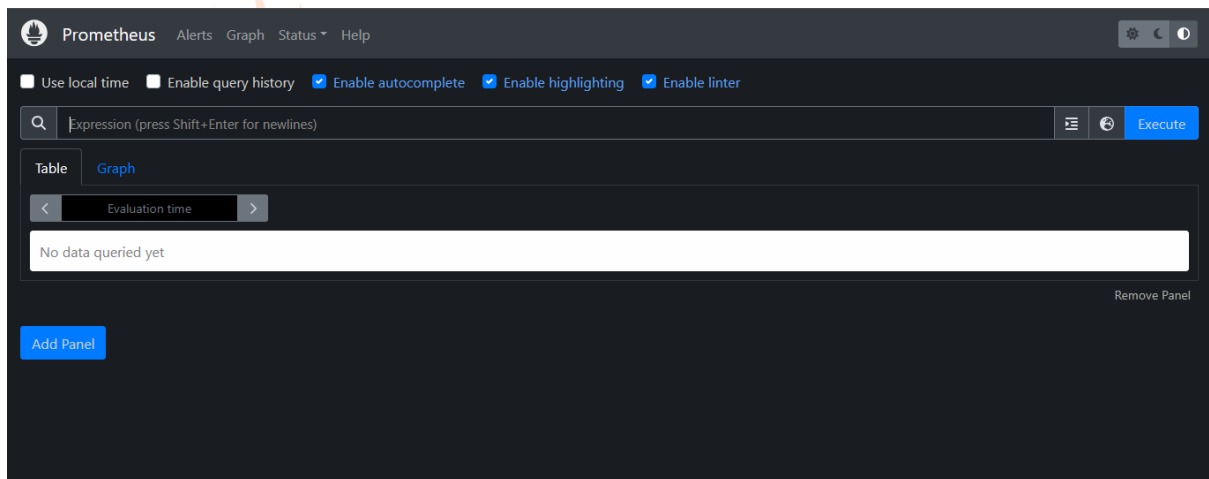 Prometheus Alerts Graph Status Help
Use local time Enable query history Enable autocomplete Enable highlighting Enable linter
Expression (press Shift+Enter for newlines) Execute
Table Graph
Evaluation time
No data queried yet
Remove Panel
Add Panel